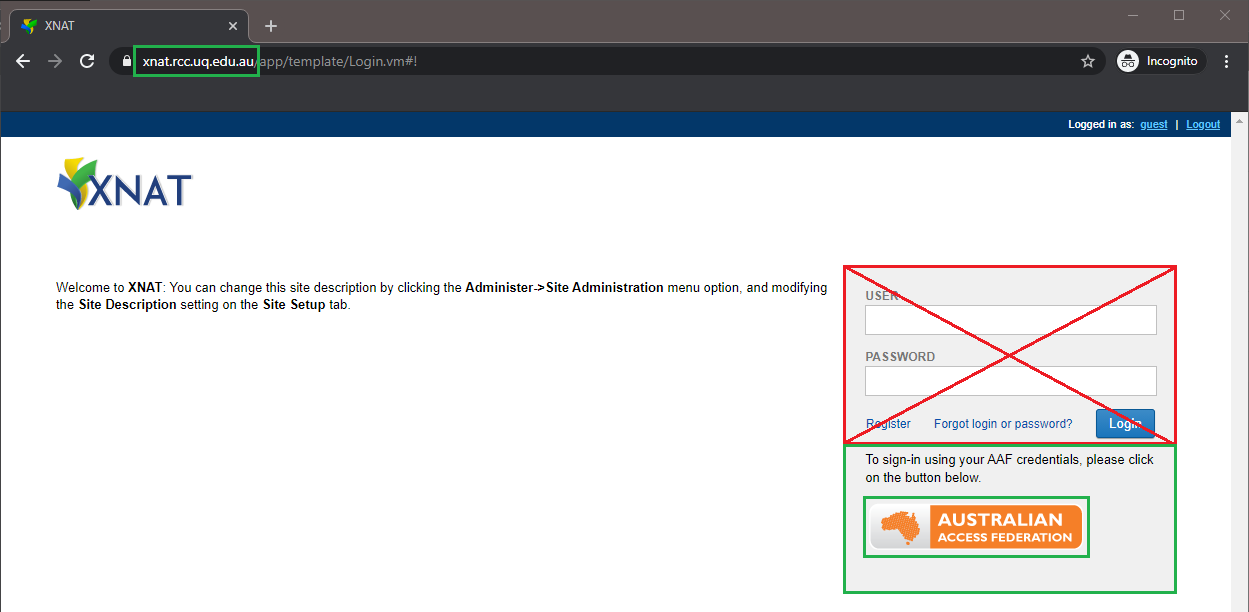 XNAT
xnat.rcc.uq.edu.au/app/template/Login.vm#!
Incognito
Logged in as: guest | Logout
XNAT
Welcome to XNAT: You can change this site description by clicking the Administer->Site Administration menu option, and modifying
the Site Description setting on the Site Setup tab.
USER
PASSWORD
Register Forgot login or password? Login
To sign-in using your AAF credentials, please click
on the button below.
AUSTRALIAN
ACCESS FEDERATION